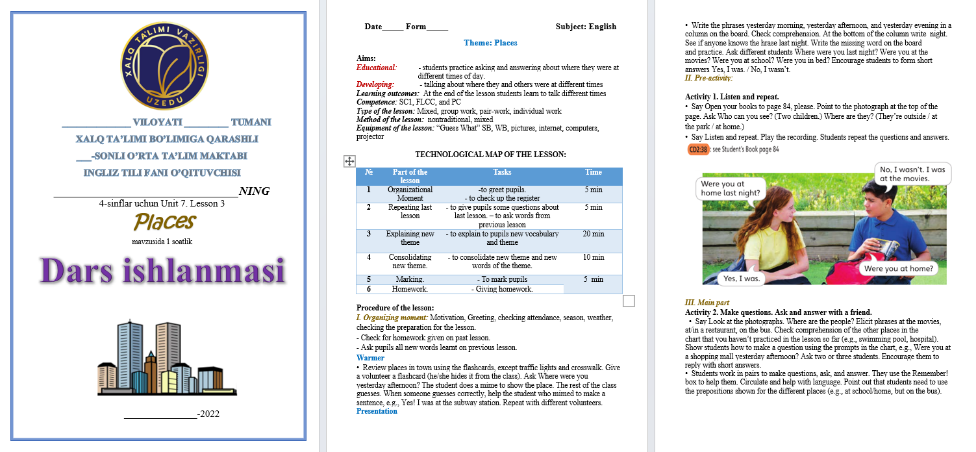 XALQ TA'LIMI VAZIRLIGI
UZEDU
____________ VILOYATI ________ TUMANI
XALQ TA'LIMI BO'LIMIGA QARASHLI
___-SONLI O'RTA TA'LIM MAKTABI
INGLIZ TILI FANI O'QITUVCHISI
______________________________NING
4-sinflar uchun Unit 7. Lesson 3
Places
mavzusida 1 soatlik
Dars ishlanmasi
______________-2022
Date_____ Form_____ Subject: English
Theme: Places
Aims:
Educational: - students practice asking and answering about where they were at
different times of day.
Developing: - talking about where they and others were at different times
Learning outcomes: At the end of the lesson students learn to talk different times
Competence: SC1, FLCC, and PC
Type of the lesson: Mixed, group work, pair-work, individual work
Method of the lesson: nontraditional, mixed
Equipment of the lesson: "Guess What" SB, WB, pictures, internet, computers,
projector
TECHNOLOGICAL MAP OF THE LESSON:
№ Part of the lesson Tasks Time
1 Organizational Moment -to greet pupils. - to check up the register 5 min
2 Repeating last lesson - to give pupils some questions about last lesson. – to ask words from previous lesson 5 min
3 Explaining new theme - to explain to pupils new vocabulary and theme 20 min
4 Consolidating new theme. - to consolidate new theme and new words of the theme. 10 min
5 Marking. - To mark pupils 5 min
6 Homework. - Giving homework.
Procedure of the lesson:
I. Organizing moment: Motivation, Greeting, checking attendance, season, weather,
checking the preparation for the lesson.
- Check for homework given on past lesson.
- Ask pupils all new words learnt on previous lesson.
Warmer
• Review places in town using the flashcards, except traffic lights and crosswalk. Give
a volunteer a flashcard (he/she hides it from the class). Ask Where were you
yesterday afternoon? The student does a mime to show the place. The rest of the class
guesses. When someone guesses correctly, help the student who mimed to make a
sentence, e.g., Yes! I was at the subway station. Repeat with different volunteers.
Presentation
• Write the phrases yesterday morning, yesterday afternoon, and yesterday evening in a
column on the board. Check comprehension. At the bottom of the column write night.
See if anyone knows the hrase last night. Write the missing word on the board
and practice. Ask different students Where were you last night? Were you at the
movies? Were you at school? Were you in bed? Encourage students to form short
answers Yes, I was. / No, I wasn't.
II. Pre-activity:
Activity 1. Listen and repeat.
• Say Open your books to page 84, please. Point to the photograph at the top of the
page. Ask Who can you see? (Two children.) Where are they? (They're outside / at
the park / at home.)
• Say Listen and repeat. Play the recording. Students repeat the questions and answers.
CD2:38 : see Student's Book page 84
No, I wasn't. I was
at the movies.
Were you at
home last night?
Were you at home?
Yes, I was.
III. Main part
Activity 2. Make questions. Ask and answer with a friend.
• Say Look at the photographs. Where are the people? Elicit phrases at the movies,
at/in a restaurant, on the bus. Check comprehension of the other places in the
chart that you haven't practiced in the lesson so far (e.g., swimming pool, hospital).
Show students how to make a question using the prompts in the chart, e.g., Were you at
a shopping mall yesterday afternoon? Ask two or three students. Encourage them to
reply with short answers.
• Students work in pairs to make questions, ask, and answer. They use the Remember!
box to help them. Circulate and help with language. Point out that students need to use
the prepositions shown for the different places (e.g., at school/home, but on the bus).